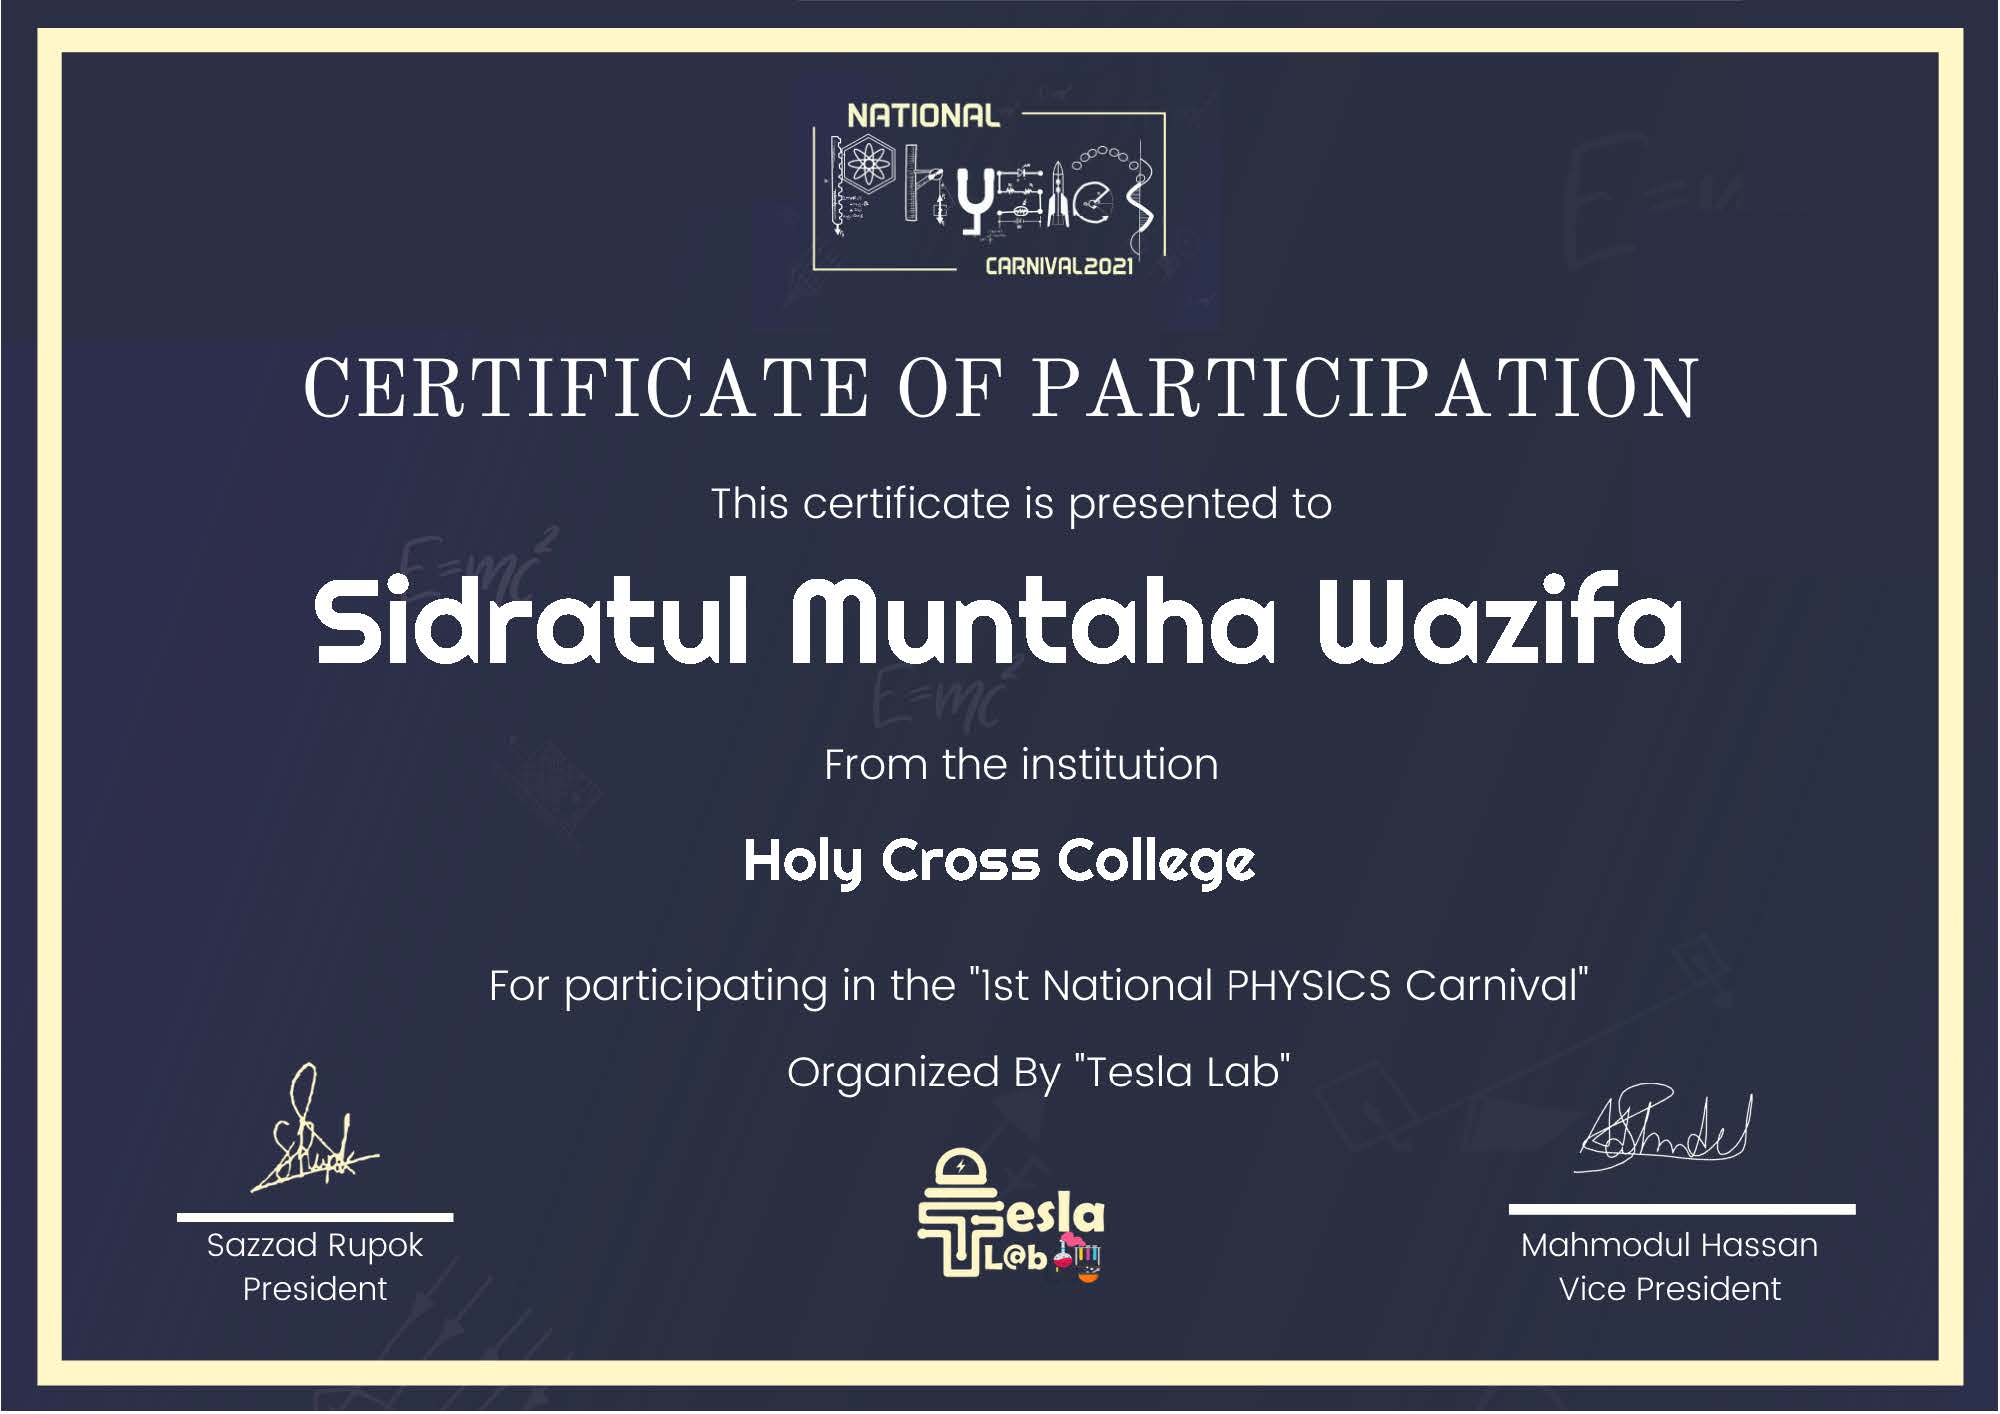 NATIONAL
Physics
CARNIVAL2021
CERTIFICATE OF PARTICIPATION
This certificate is presented to
E=mc²
Sidratul Muntaha Wazifa
E=mc²
From the institution
Holy Cross College
For participating in the "1st National PHYSICS Carnival"
Organized By "Tesla Lab"
Tesla
L@b
Sazzad Rupok
President
Mahmodul Hassan
Vice President